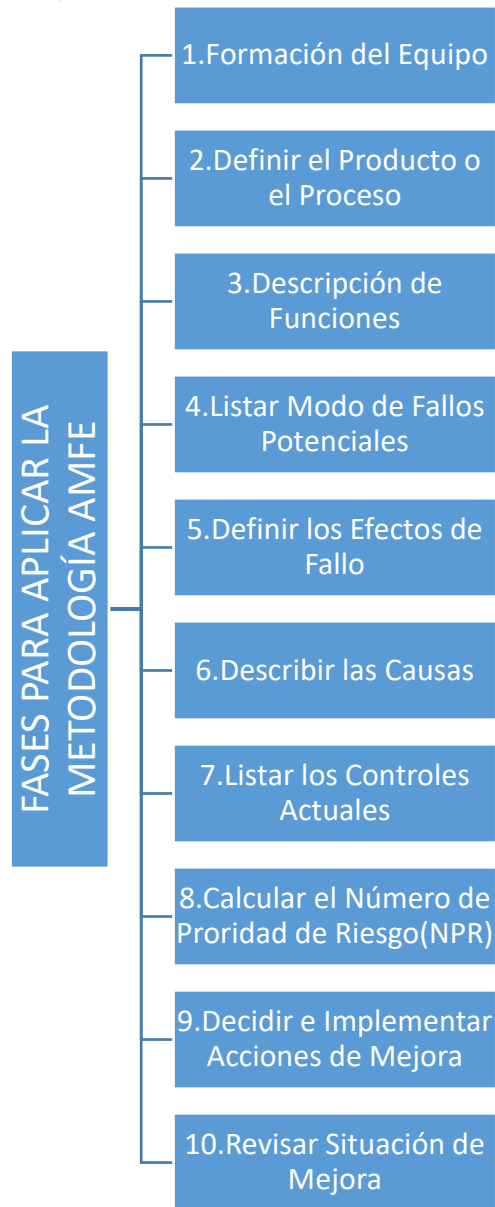 FASES PARA APLICAR LA
METODOLOGÍA AMFE
1.Formación del Equipo
2.Definir el Producto o
el Proceso
3.Descripción de
Funciones
4.Listar Modo de Fallos
Potenciales
5.Definir los Efectos de
Fallo
6.Describir las Causas
7.Listar los Controles
Actuales
8.Calcular el Número de
Proridad de Riesgo(NPR)
9.Decidir e Implementar
Acciones de Mejora
10.Revisar Situación de
Mejora